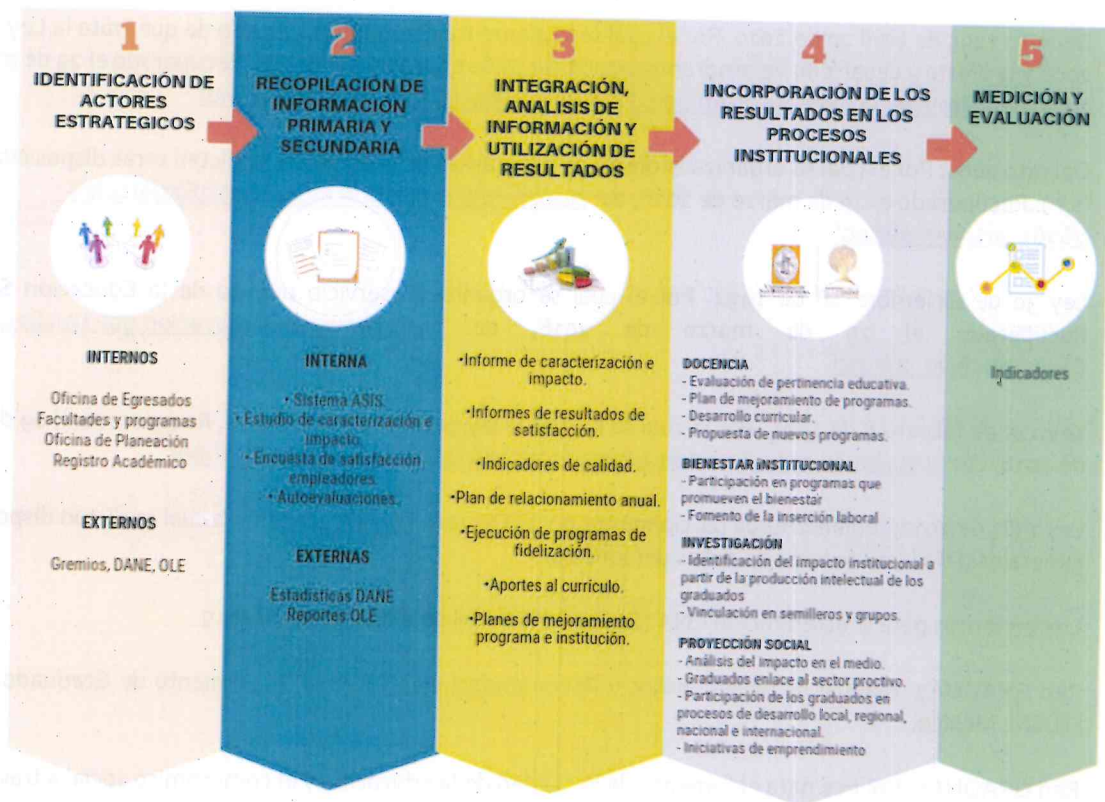 1
IDENTIFICACIÓN DE
ACTORES
ESTRATEGICOS
INTERNOS
Oficina de Egresados
Facultades y programas
Oficina de Planeación
Registro Académico
EXTERNOS
Gremios, DANE, OLE
2
RECOPILACIÓN DE
INFORMACIÓN
PRIMARIA Y
SECUNDARIA
INTERNA
• Sistema ASIS.
• Estudio de caracterización e
impacto.
• Encuesta de satisfacción
empleadores.
• Autoevaluaciones.
EXTERNAS
Estadísticas DANE
Reportes OLE
3
INTEGRACIÓN,
ANALISIS DE
INFORMACIÓN Y
UTILIZACIÓN DE
RESULTADOS
•Informe de caracterización e
impacto.
•Informes de resultados de
satisfacción.
•Indicadores de calidad.
•Plan de relacionamiento anual.
•Ejecución de programas de
fidelización.
•Aportes al currículo.
•Planes de mejoramiento
programa e institución.
4
INCORPORACIÓN DE LOS
RESULTADOS EN LOS
PROCESOS
INSTITUCIONALES
DOCENCIA
- Evaluación de pertinencia educativa.
- Plan de mejoramiento de programas.
- Desarrollo curricular.
- Propuesta de nuevos programas.
BIENESTAR INSTITUCIONAL
- Participación en programas que
promueven el bienestar
- Fomento de la inserción laboral
INVESTIGACIÓN
- Identificación del impacto institucional a
partir de la producción intelectual de los
graduados
- Vinculación en semilleros y grupos.
PROYECCIÓN SOCIAL
- Análisis del impacto en el medio.
- Graduados enlace al sector proctivo.
- Participación de los graduados en
procesos de desarrollo local, regional,
nacional e internacional.
- Iniciativas de emprendimiento
5
MEDICIÓN Y
EVALUACIÓN
Indicadores